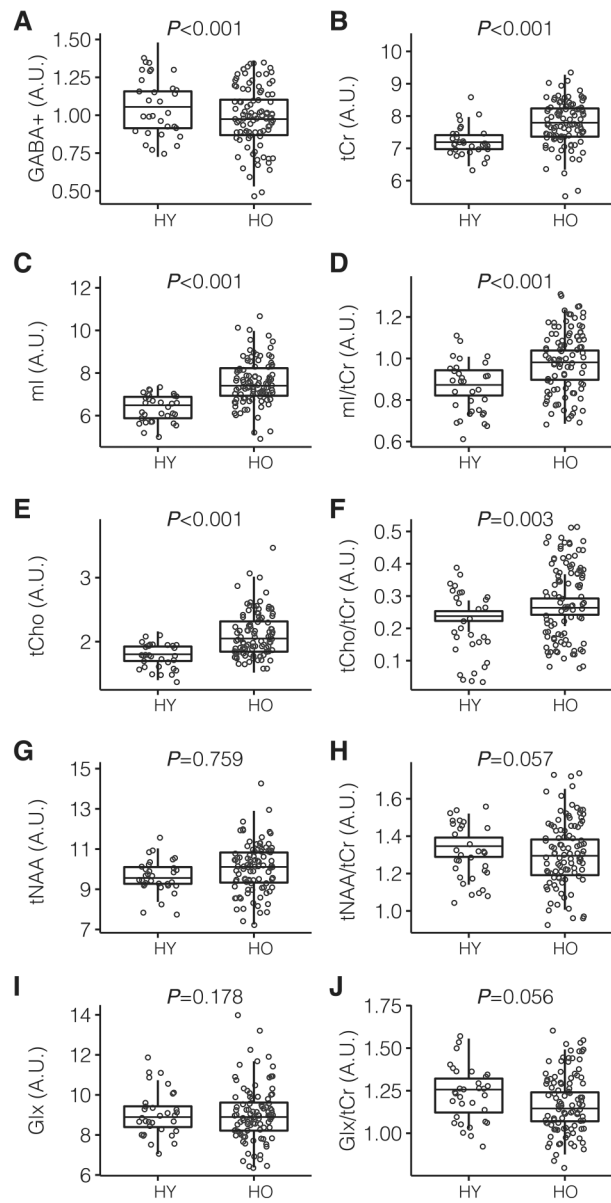 A
P<0.001
GABA+ (A.U.)
1.50
1.25
1.00
0.75
0.50
HY
HO
B
P<0.001
tCr (A.U.)
10
9
8
7
6
HY
HO
C
P<0.001
mI (A.U.)
12
10
8
6
HY
HO
D
P<0.001
mI/tCr (A.U.)
1.2
1.0
0.8
0.6
HY
HO
E
P<0.001
tCho (A.U.)
3
2
HY
HO
F
P=0.003
tCho/tCr (A.U.)
0.5
0.4
0.3
0.2
0.1
HY
HO
G
P=0.759
tNAA (A.U.)
15
13
11
9
7
HY
HO
H
P=0.057
tNAA/tCr (A.U.)
1.6
1.4
1.2
1.0
HY
HO
I
P=0.178
Glx (A.U.)
14
12
10
8
6
HY
HO
J
P=0.056
Glx/tCr (A.U.)
1.75
1.50
1.25
1.00
HY
HO